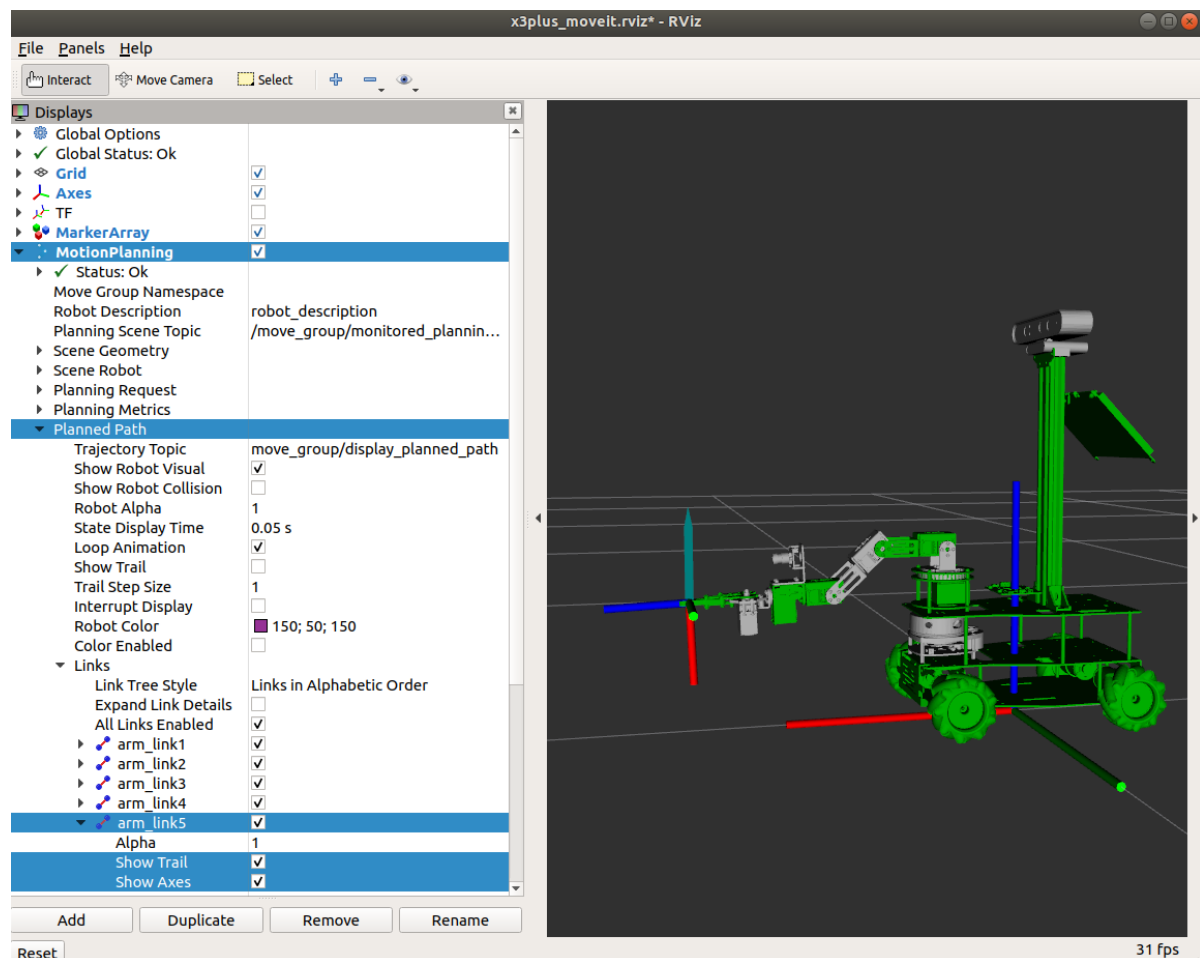 x3plus_moveit.rviz* - RViz
File Panels Help
Interact Move Camera Select
Displays
Global Options
Global Status: Ok
Grid
Axes
TF
MarkerArray
MotionPlanning
Status: Ok
Move Group Namespace
Robot Description robot_description
Planning Scene Topic /move_group/monitored_plannin...
Scene Geometry
Scene Robot
Planning Request
Planning Metrics
Planned Path
Trajectory Topic move_group/display_planned_path
Show Robot Visual
Show Robot Collision
Robot Alpha 1
State Display Time 0.05 s
Loop Animation
Show Trail
Trail Step Size 1
Interrupt Display
Robot Color 150; 50; 150
Color Enabled
Links
Link Tree Style Links in Alphabetic Order
Expand Link Details
All Links Enabled
arm_link1
arm_link2
arm_link3
arm_link4
arm_link5
Alpha 1
Show Trail
Show Axes
Add Duplicate Remove Rename
Reset 31 fps